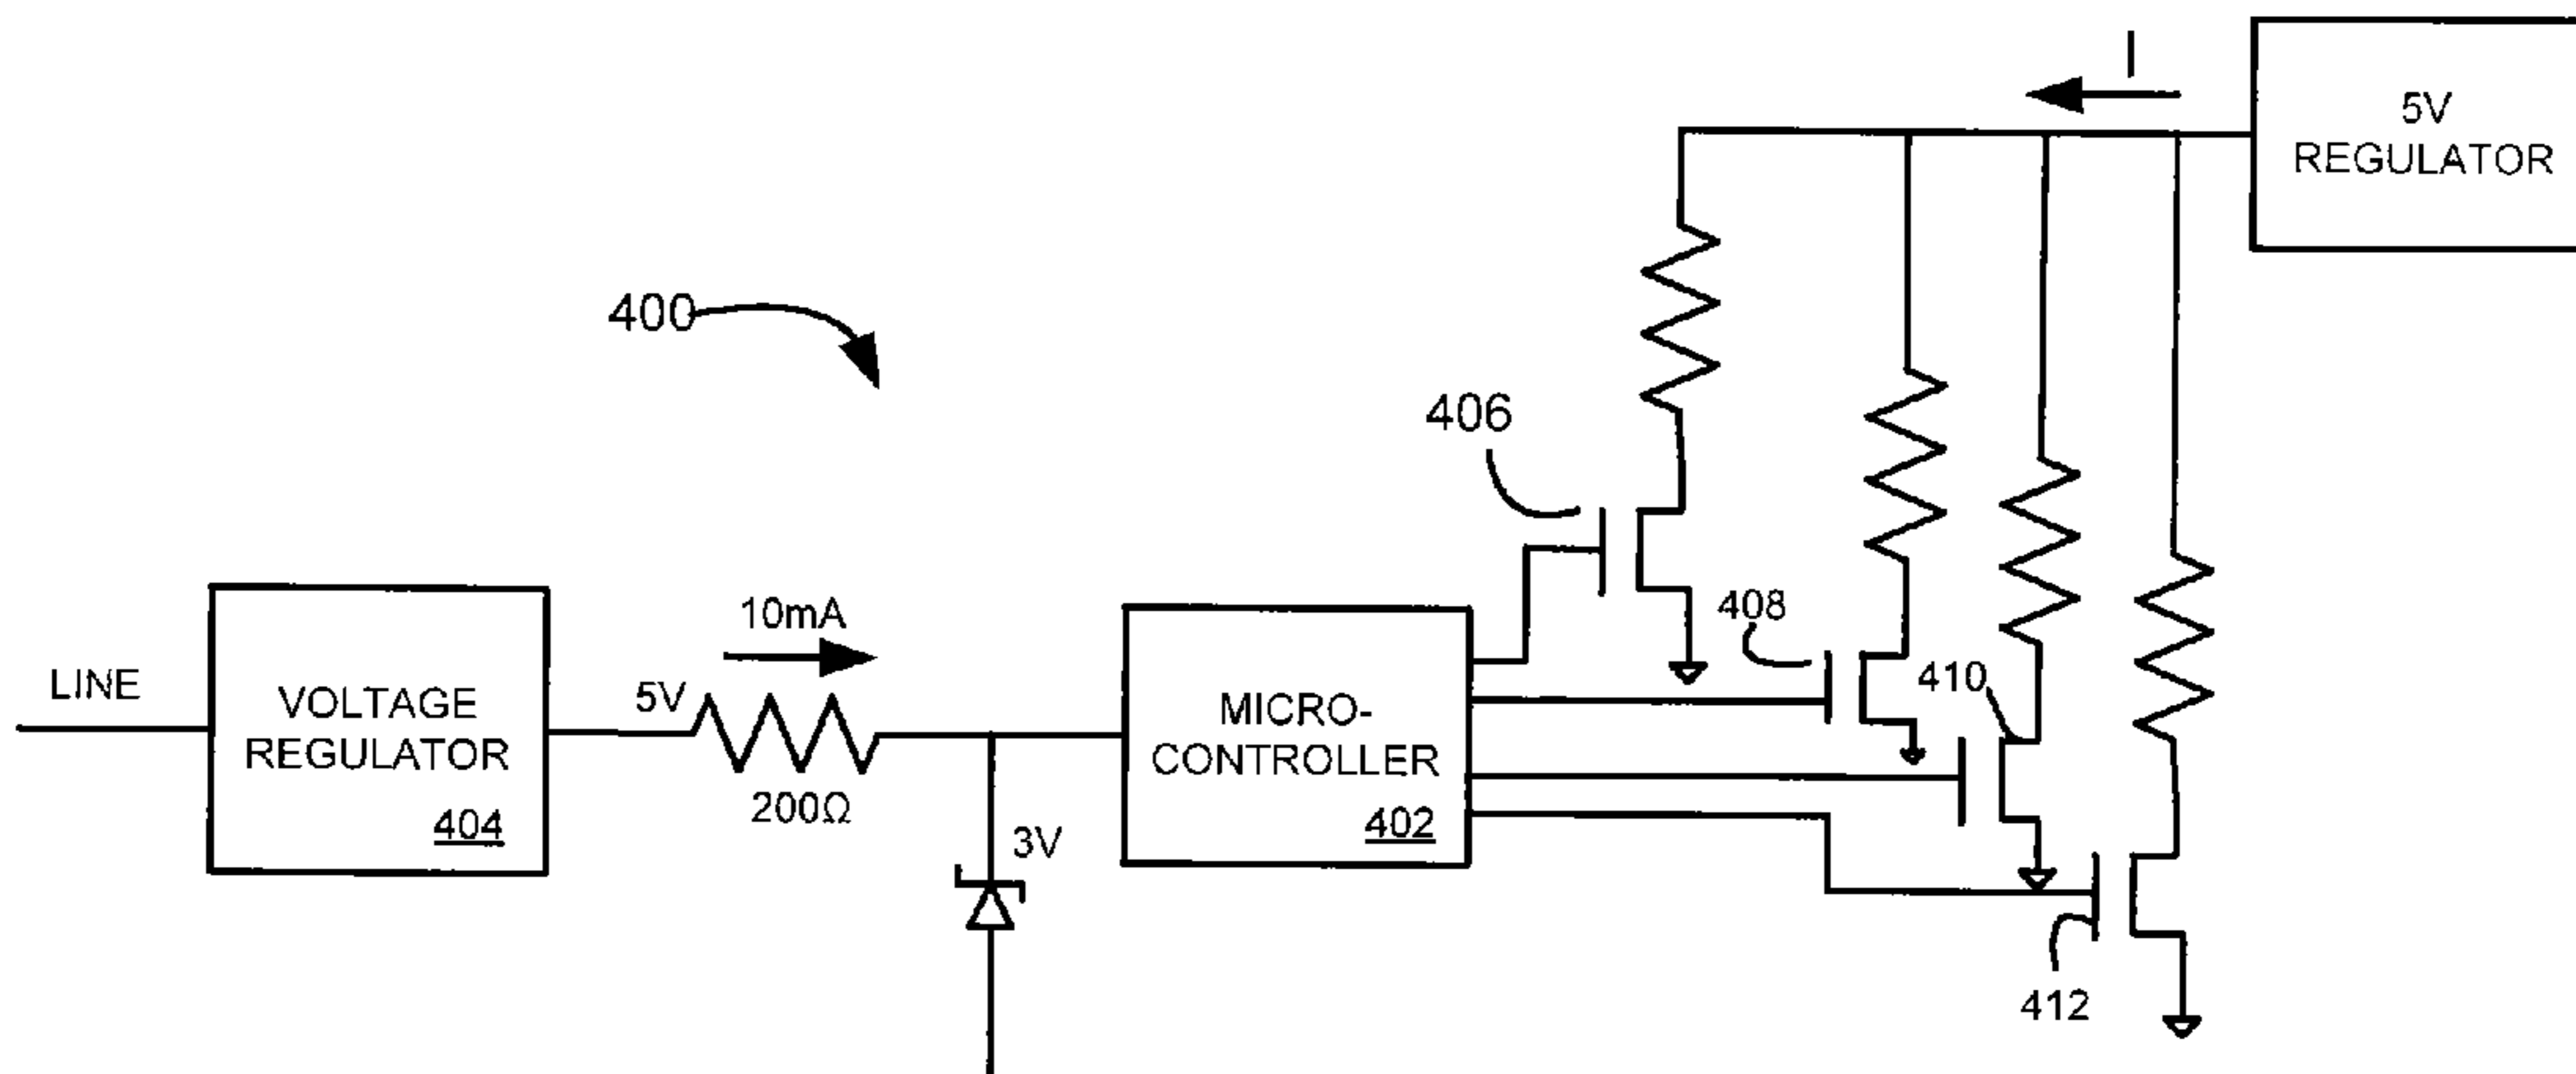 I
5V
REGULATOR
400
406
10mA
408
LINE
5V
410
VOLTAGE
REGULATOR
404
200Ω
MICRO-
CONTROLLER
402
3V
412